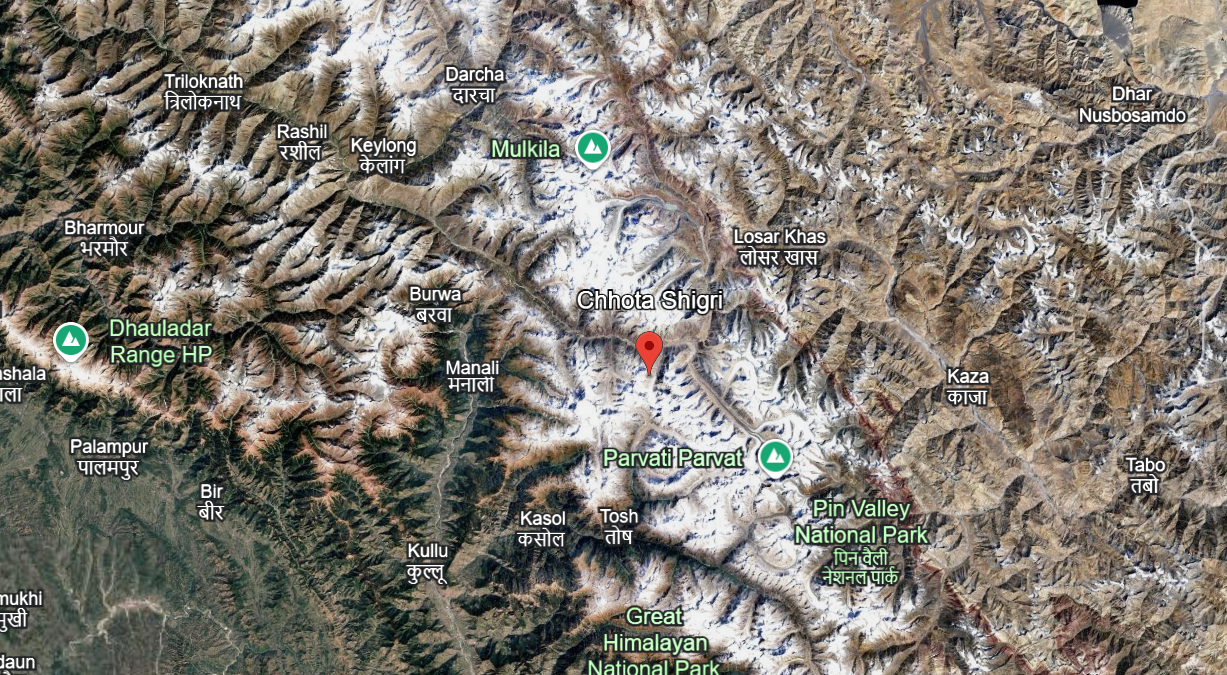 Darcha
दारचा
Triloknath
त्रिलोकनाथ
Dhar
Nusbosamdo
Rashil
रशील
Keylong
केलांग
Mulkila
Bharmour
भरमौर
Losar Khas
लोसर खास
Burwa
बरवा
Chhota Shigri
Dhauladar
Range HP
Manali
मनाली
shala
ला
Kaza
काजा
Palampur
पालमपुर
Parvati Parvat
Tabo
तबो
Bir
बीर
Kasol
कसोल
Tosh
तोष
Pin Valley
National Park
पिन वैली
नेशनल पार्क
Kullu
कुल्लू
mukhi
मुखी
Great
Himalayan
National Park
daun